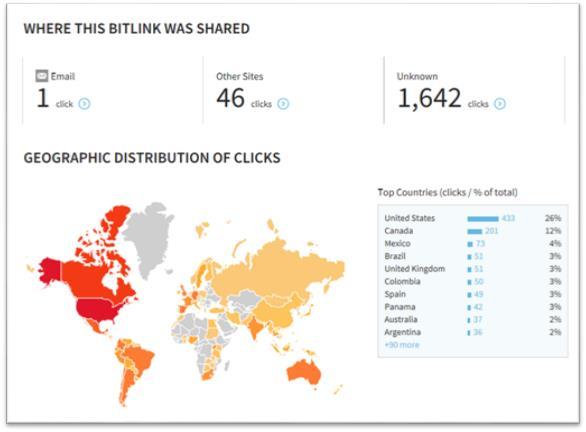 WHERE THIS BITLINK WAS SHARED
Email
1 click
Other Sites
46 clicks
Unknown
1,642 clicks
GEOGRAPHIC DISTRIBUTION OF CLICKS
Top Countries (clicks / % of total)
United States 433 26%
Canada 201 12%
Mexico 73 4%
Brazil 51 3%
United Kingdom 51 3%
Colombia 50 3%
Spain 49 3%
Panama 42 3%
Australia 37 2%
Argentina 36 2%
+90 more